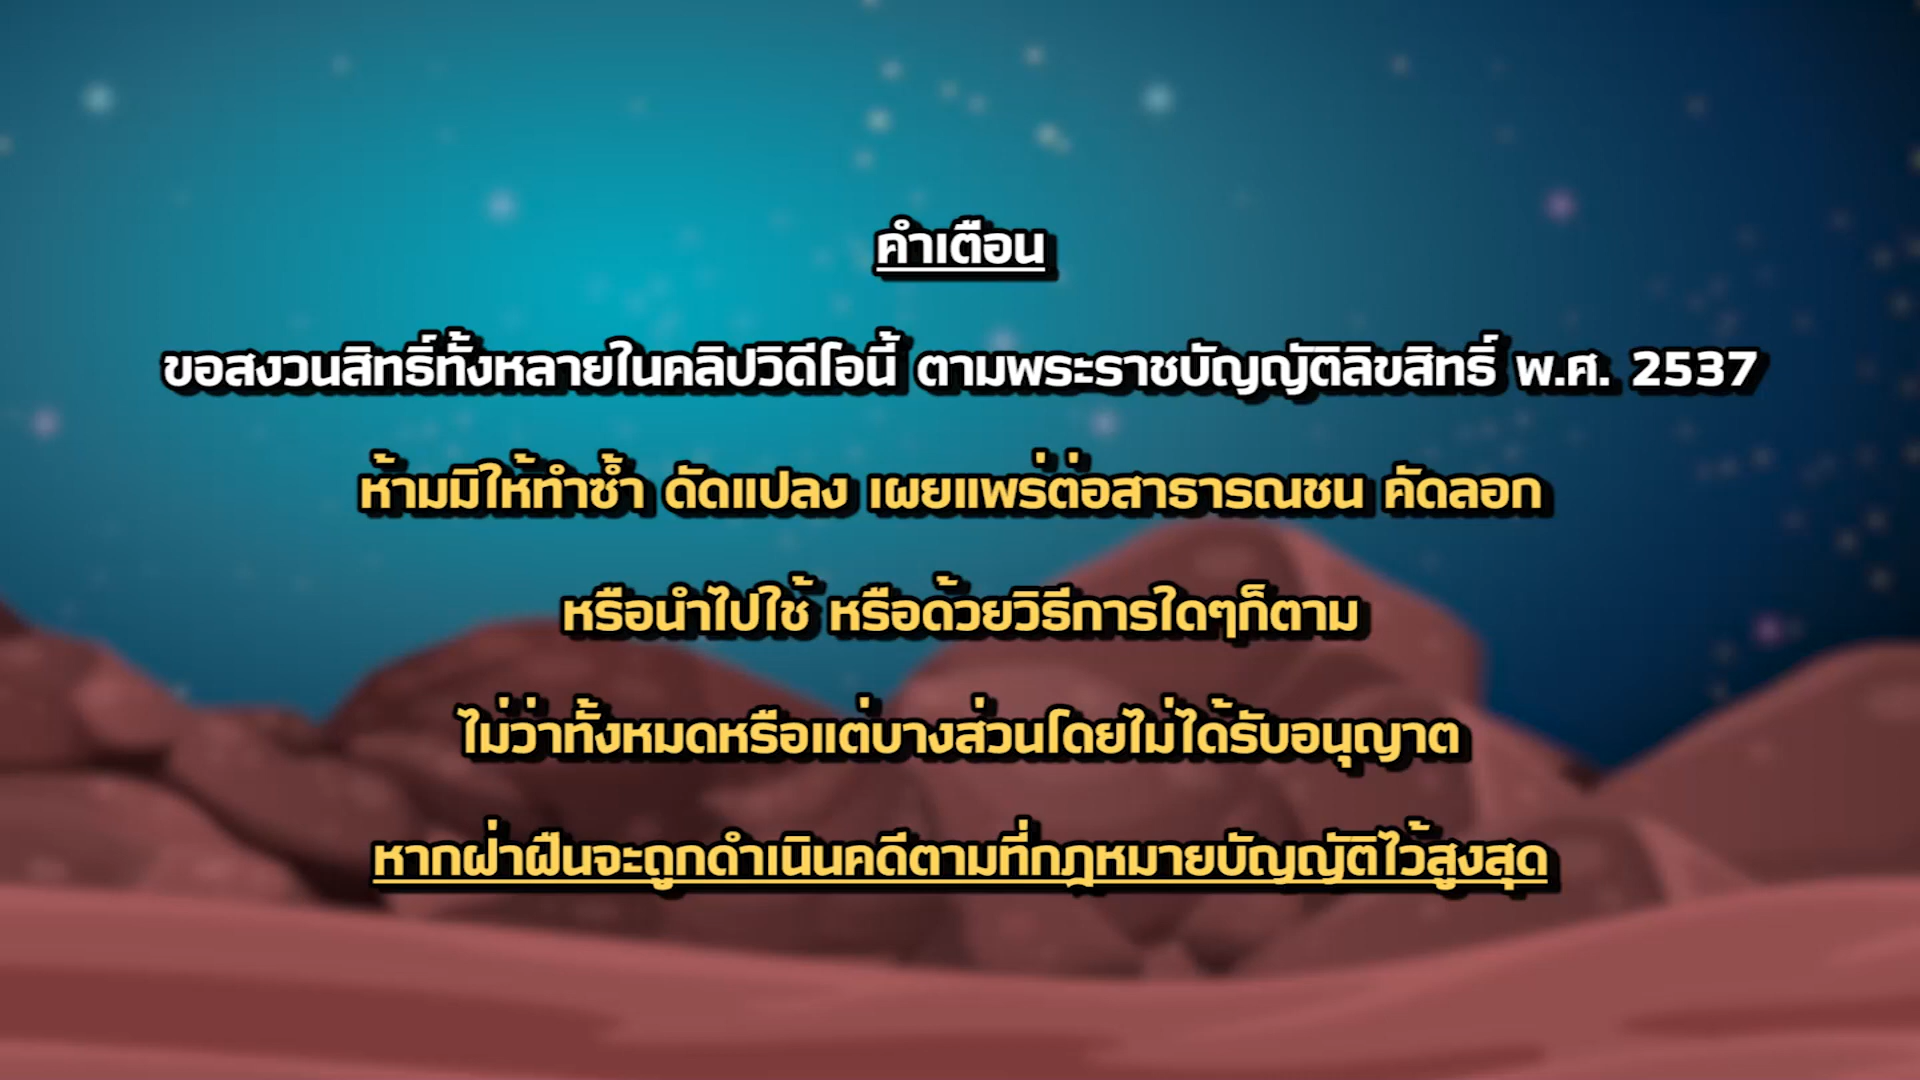 คำเตือน
ขอสงวนสิทธิ์ทั้งหลายในคลิปวิดีโอนี้ ตามพระราชบัญญัติลิขสิทธิ์ พ.ศ. 2537
ห้ามมิให้ทำซ้ำ ดัดแปลง เผยแพร่ต่อสาธารณชน คัดลอก
หรือนำไปใช้ หรือด้วยวิธีการใดๆก็ตาม
ไม่ว่าทั้งหมดหรือแต่บางส่วนโดยไม่ได้รับอนุญาต
หากฝ่าฝืนจะถูกดำเนินคดีตามที่กฎหมายบัญญัติไว้สูงสุด